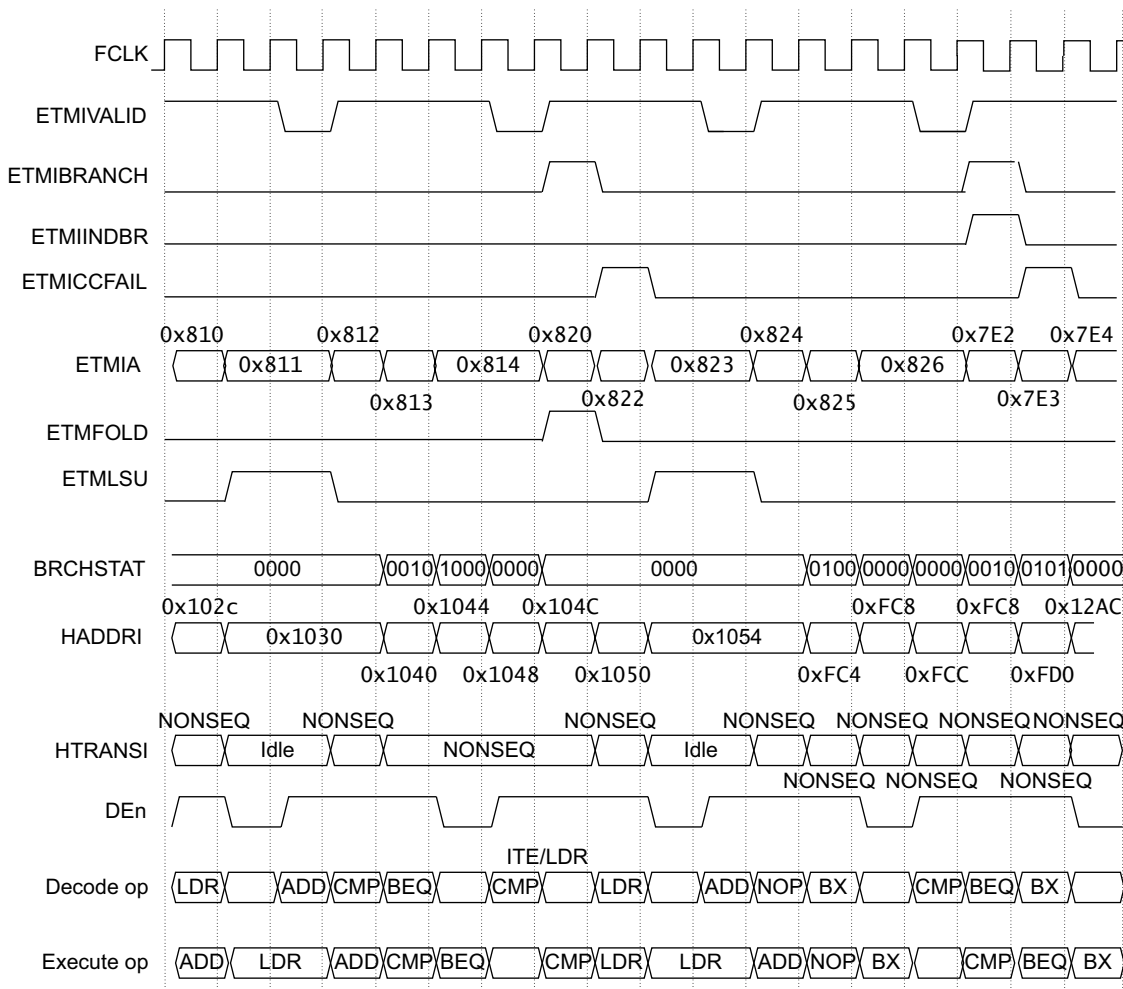 FCLK
ETMIVALID
ETMIBRANCH
ETMIINDBR
ETMICCFAIL
0x810 0x812 0x820 0x824 0x7E2 0x7E4
ETMIA 0x811 0x814 0x823 0x826
0x813 0x822 0x825 0x7E3
ETMFOLD
ETMLSU
BRCHSTAT 0000 0010 1000 0000 0000 0100 0000 0000 0010 0101 0000
0x102c 0x1044 0x104C 0xFC8 0xFC8 0x12AC
HADDRI 0x1030 0x1054
0x1040 0x1048 0x1050 0xFC4 0xFCC 0xFD0
NONSEQ NONSEQ NONSEQ NONSEQ NONSEQ NONSEQ NONSEQ
HTRANSI Idle NONSEQ Idle
NONSEQ NONSEQ NONSEQ
DEn
ITE/LDR
Decode op LDR ADD CMP BEQ CMP LDR ADD NOP BX CMP BEQ BX
Execute op ADD LDR ADD CMP BEQ CMP LDR LDR ADD NOP BX CMP BEQ BX